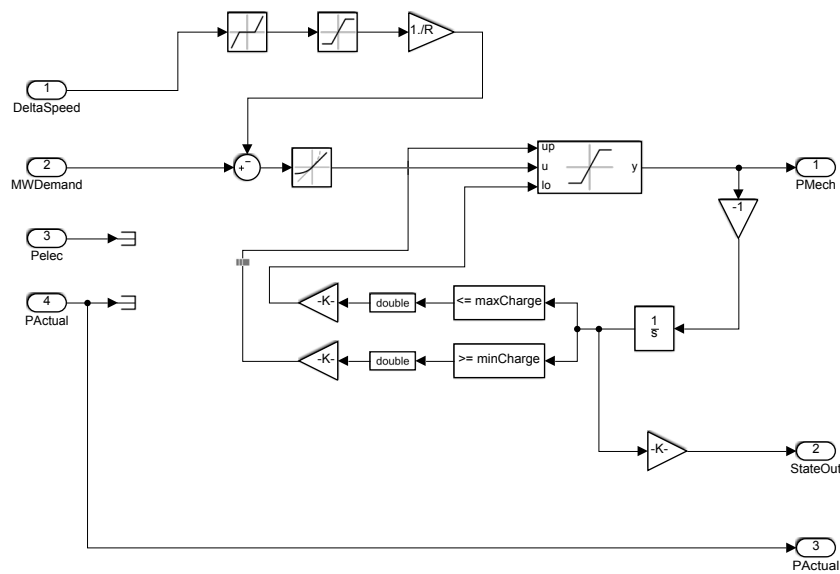 1./R
1
DeltaSpeed
+
−
up
u
lo
y
2
MWDemand
1
PMech
-1
3
Pelec
4
PActual
-K-
double
<= maxCharge
1
s
-K-
double
>= minCharge
-K-
2
StateOut
3
PActual